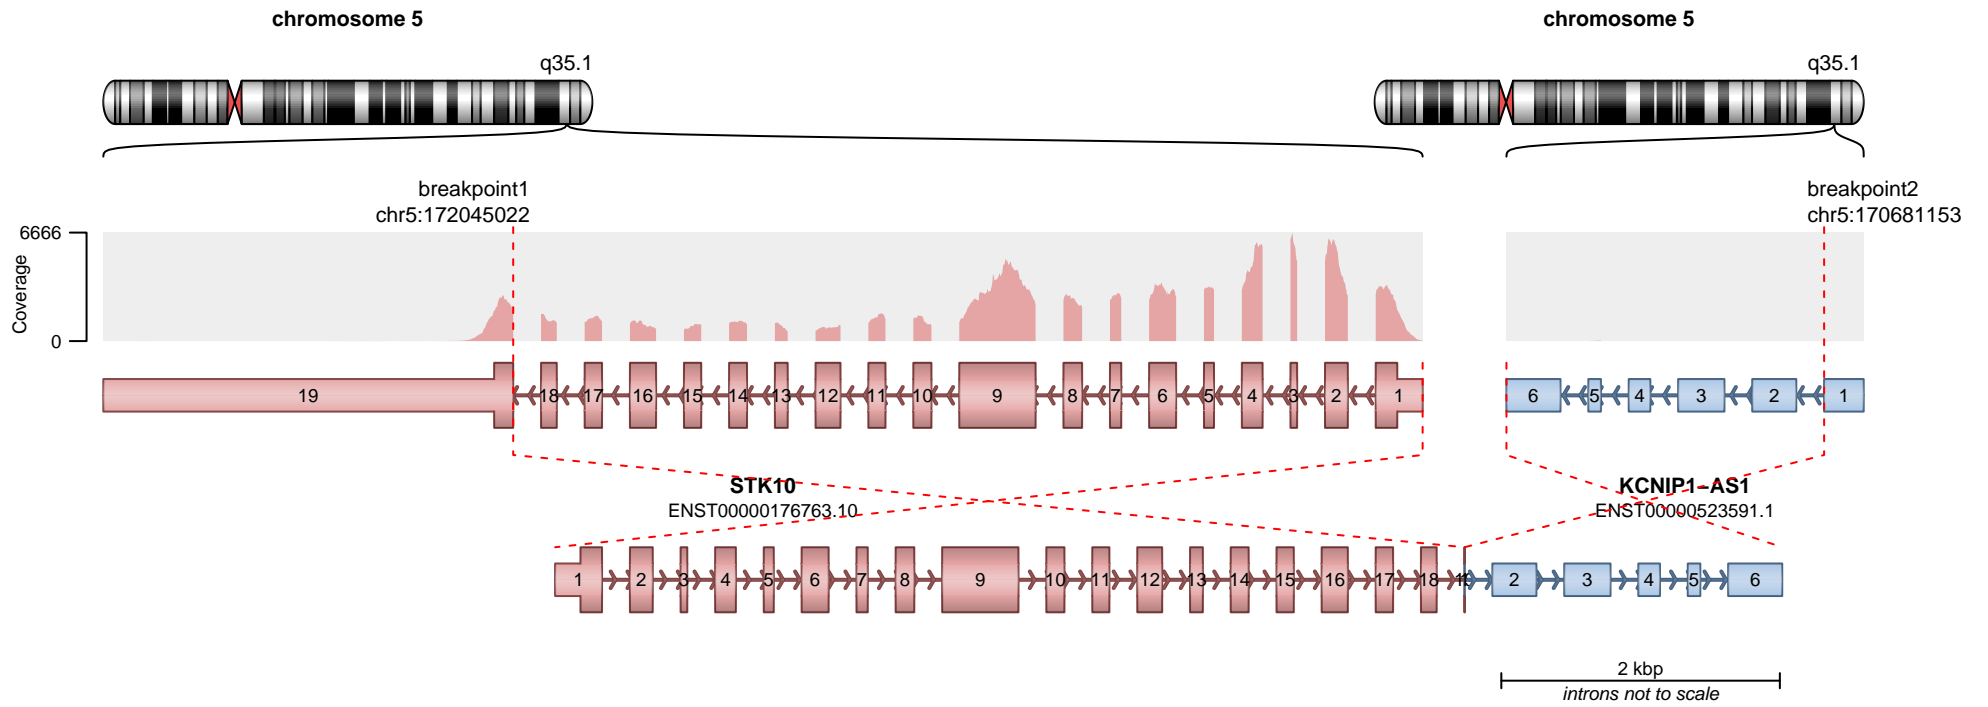 chromosome 5
chromosome 5
q35.1
q35.1
breakpoint1
chr5:172045022
breakpoint2
chr5:170681153
6666
Coverage
0
19 18 17 16 15 14 13 12 11 10 9 8 7 6 5 4 3 2 1
6 5 4 3 2 1
STK10
ENST00000176763.10
KCNIP1−AS1
ENST00000523591.1
1 2 3 4 5 6 7 8 9 10 11 12 13 14 15 16 17 18
2 3 4 5 6
2 kbp
introns not to scale